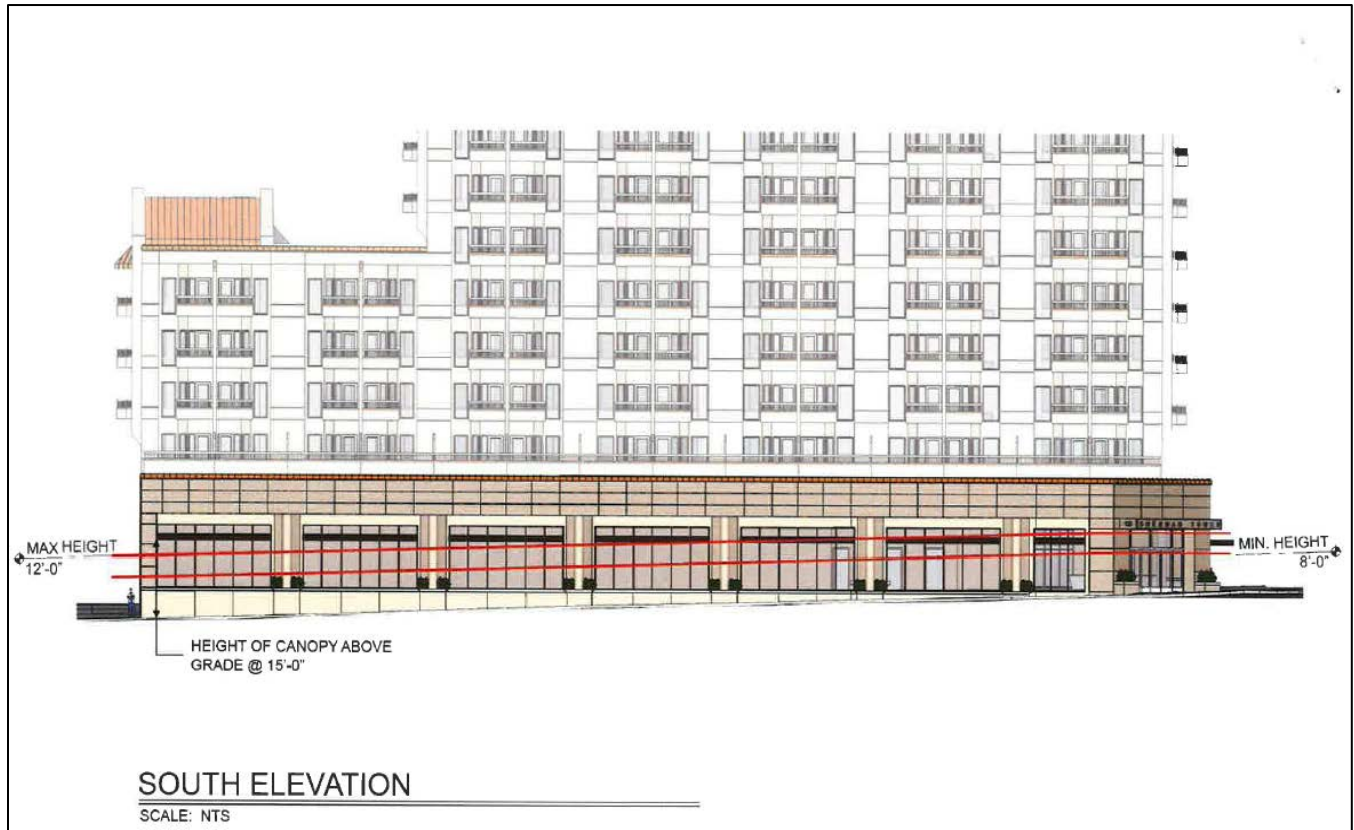 MAX HEIGHT
12'-0"
MIN. HEIGHT
8'-0"
HEIGHT OF CANOPY ABOVE
GRADE @ 15'-0"
SOUTH ELEVATION
SCALE: NTS